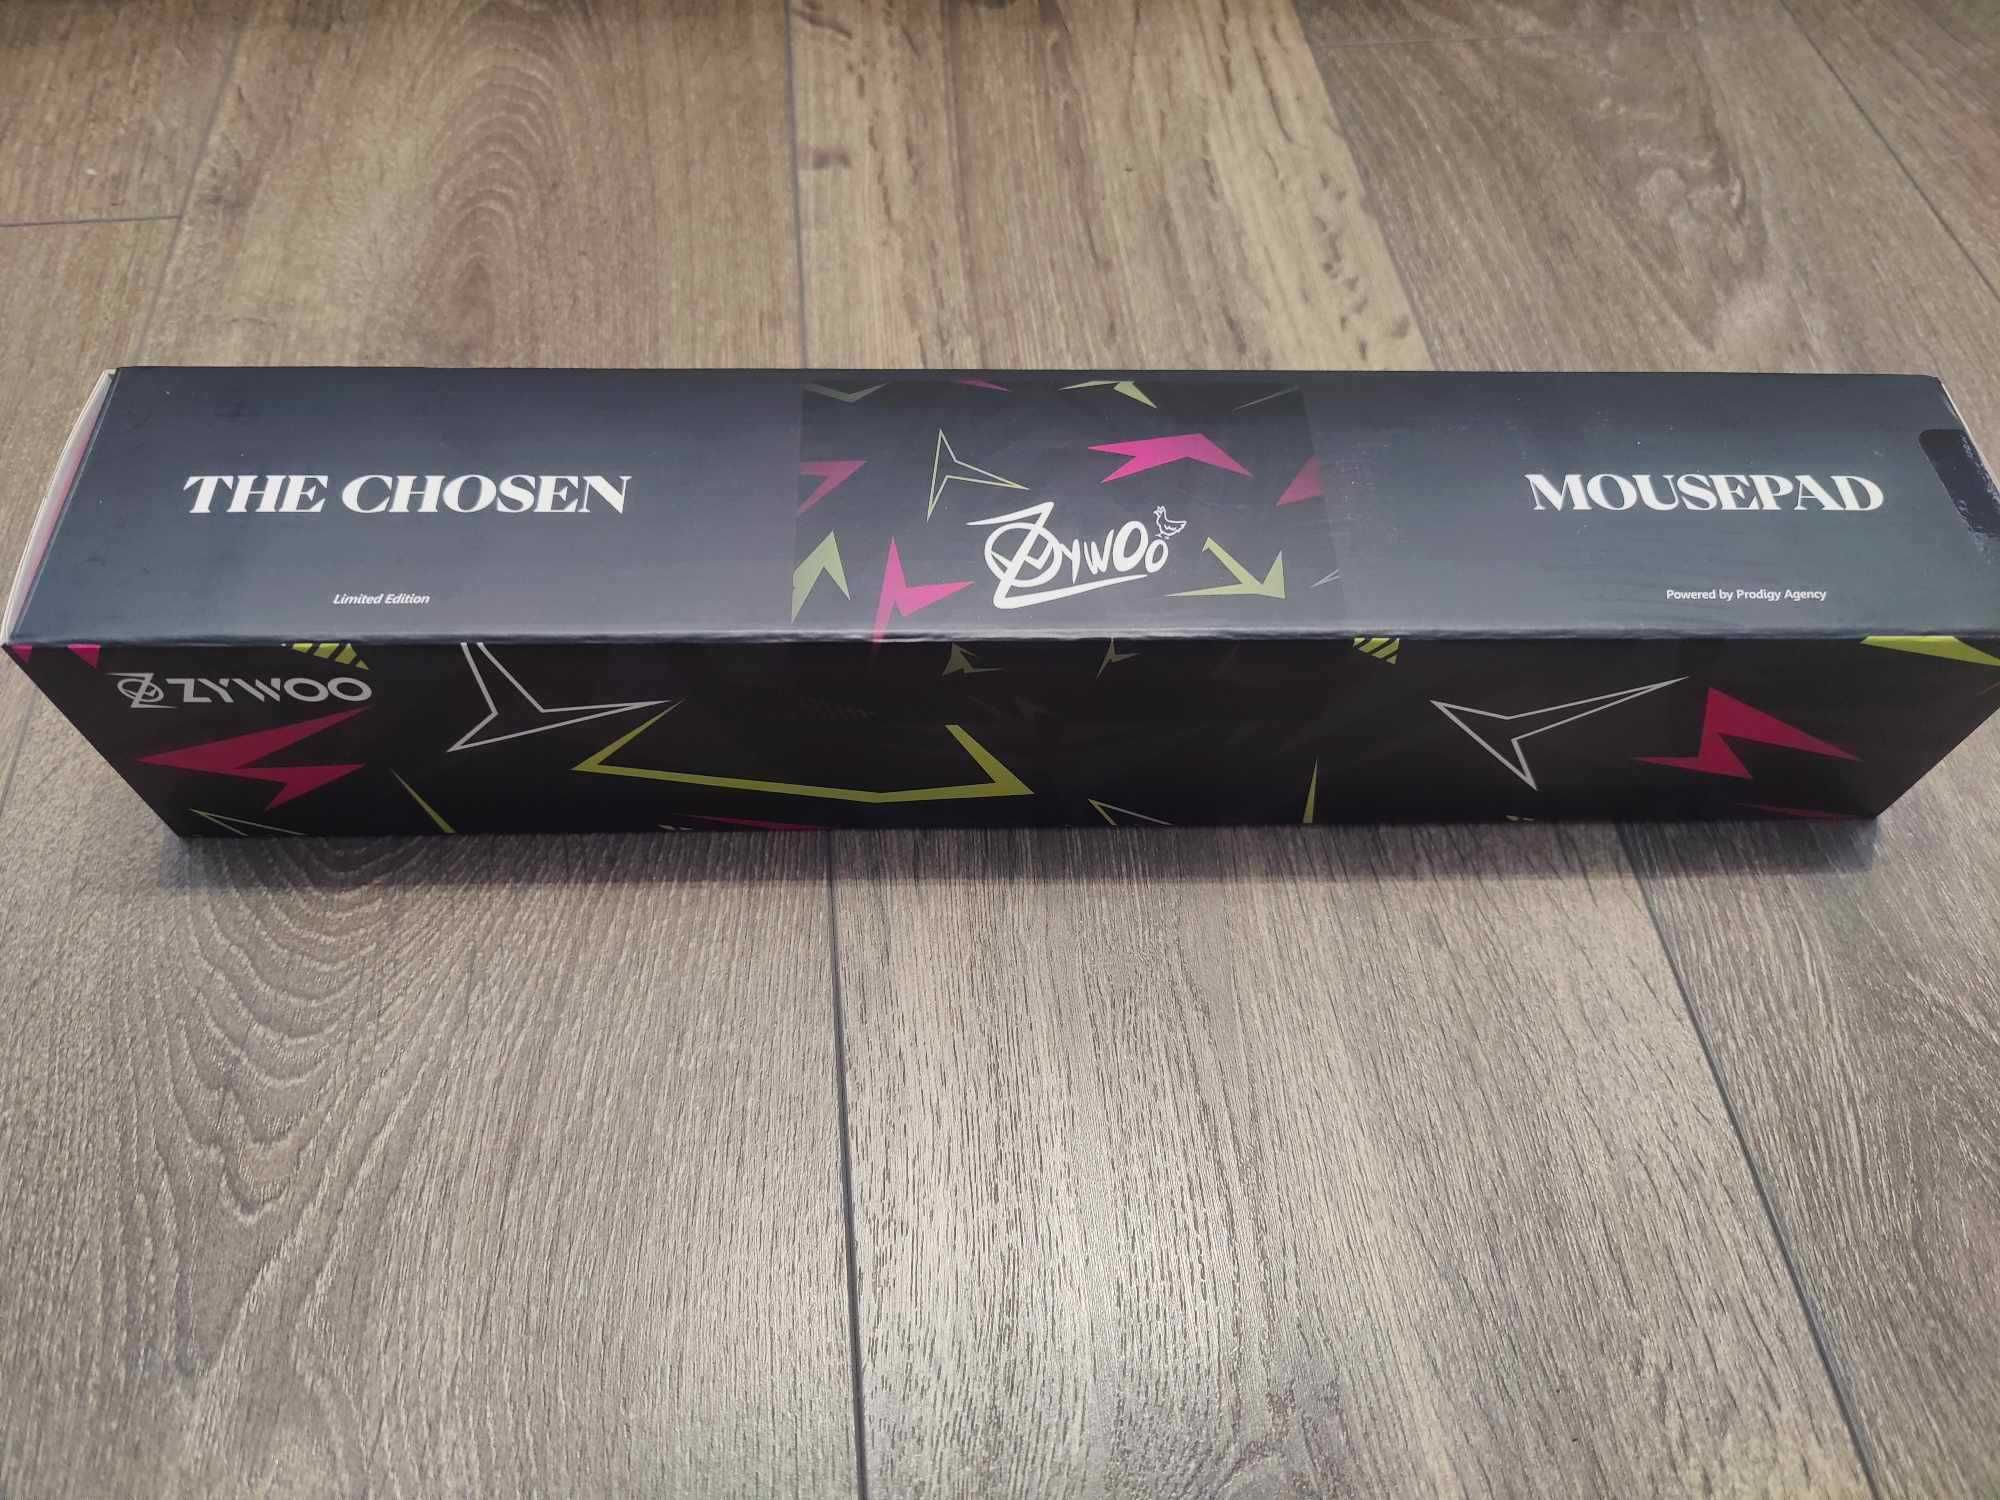 THE CHOSEN
Limited Edition
ZYWOO
MOUSEPAD
Powered by Prodigy Agency
ZYWOO